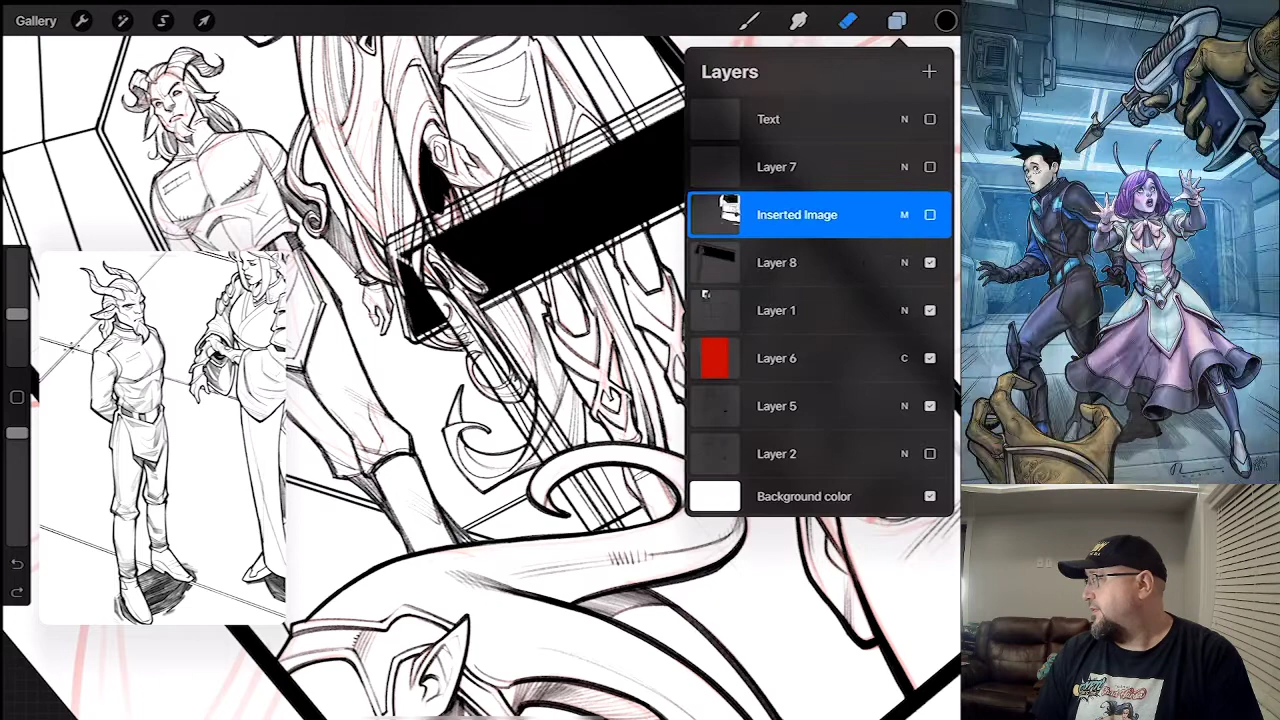 Gallery
Layers
Text N
Layer 7 N
Inserted Image M
Layer 8 N
Layer 1 N
Layer 6 C
Layer 5 N
Layer 2 N
Background color